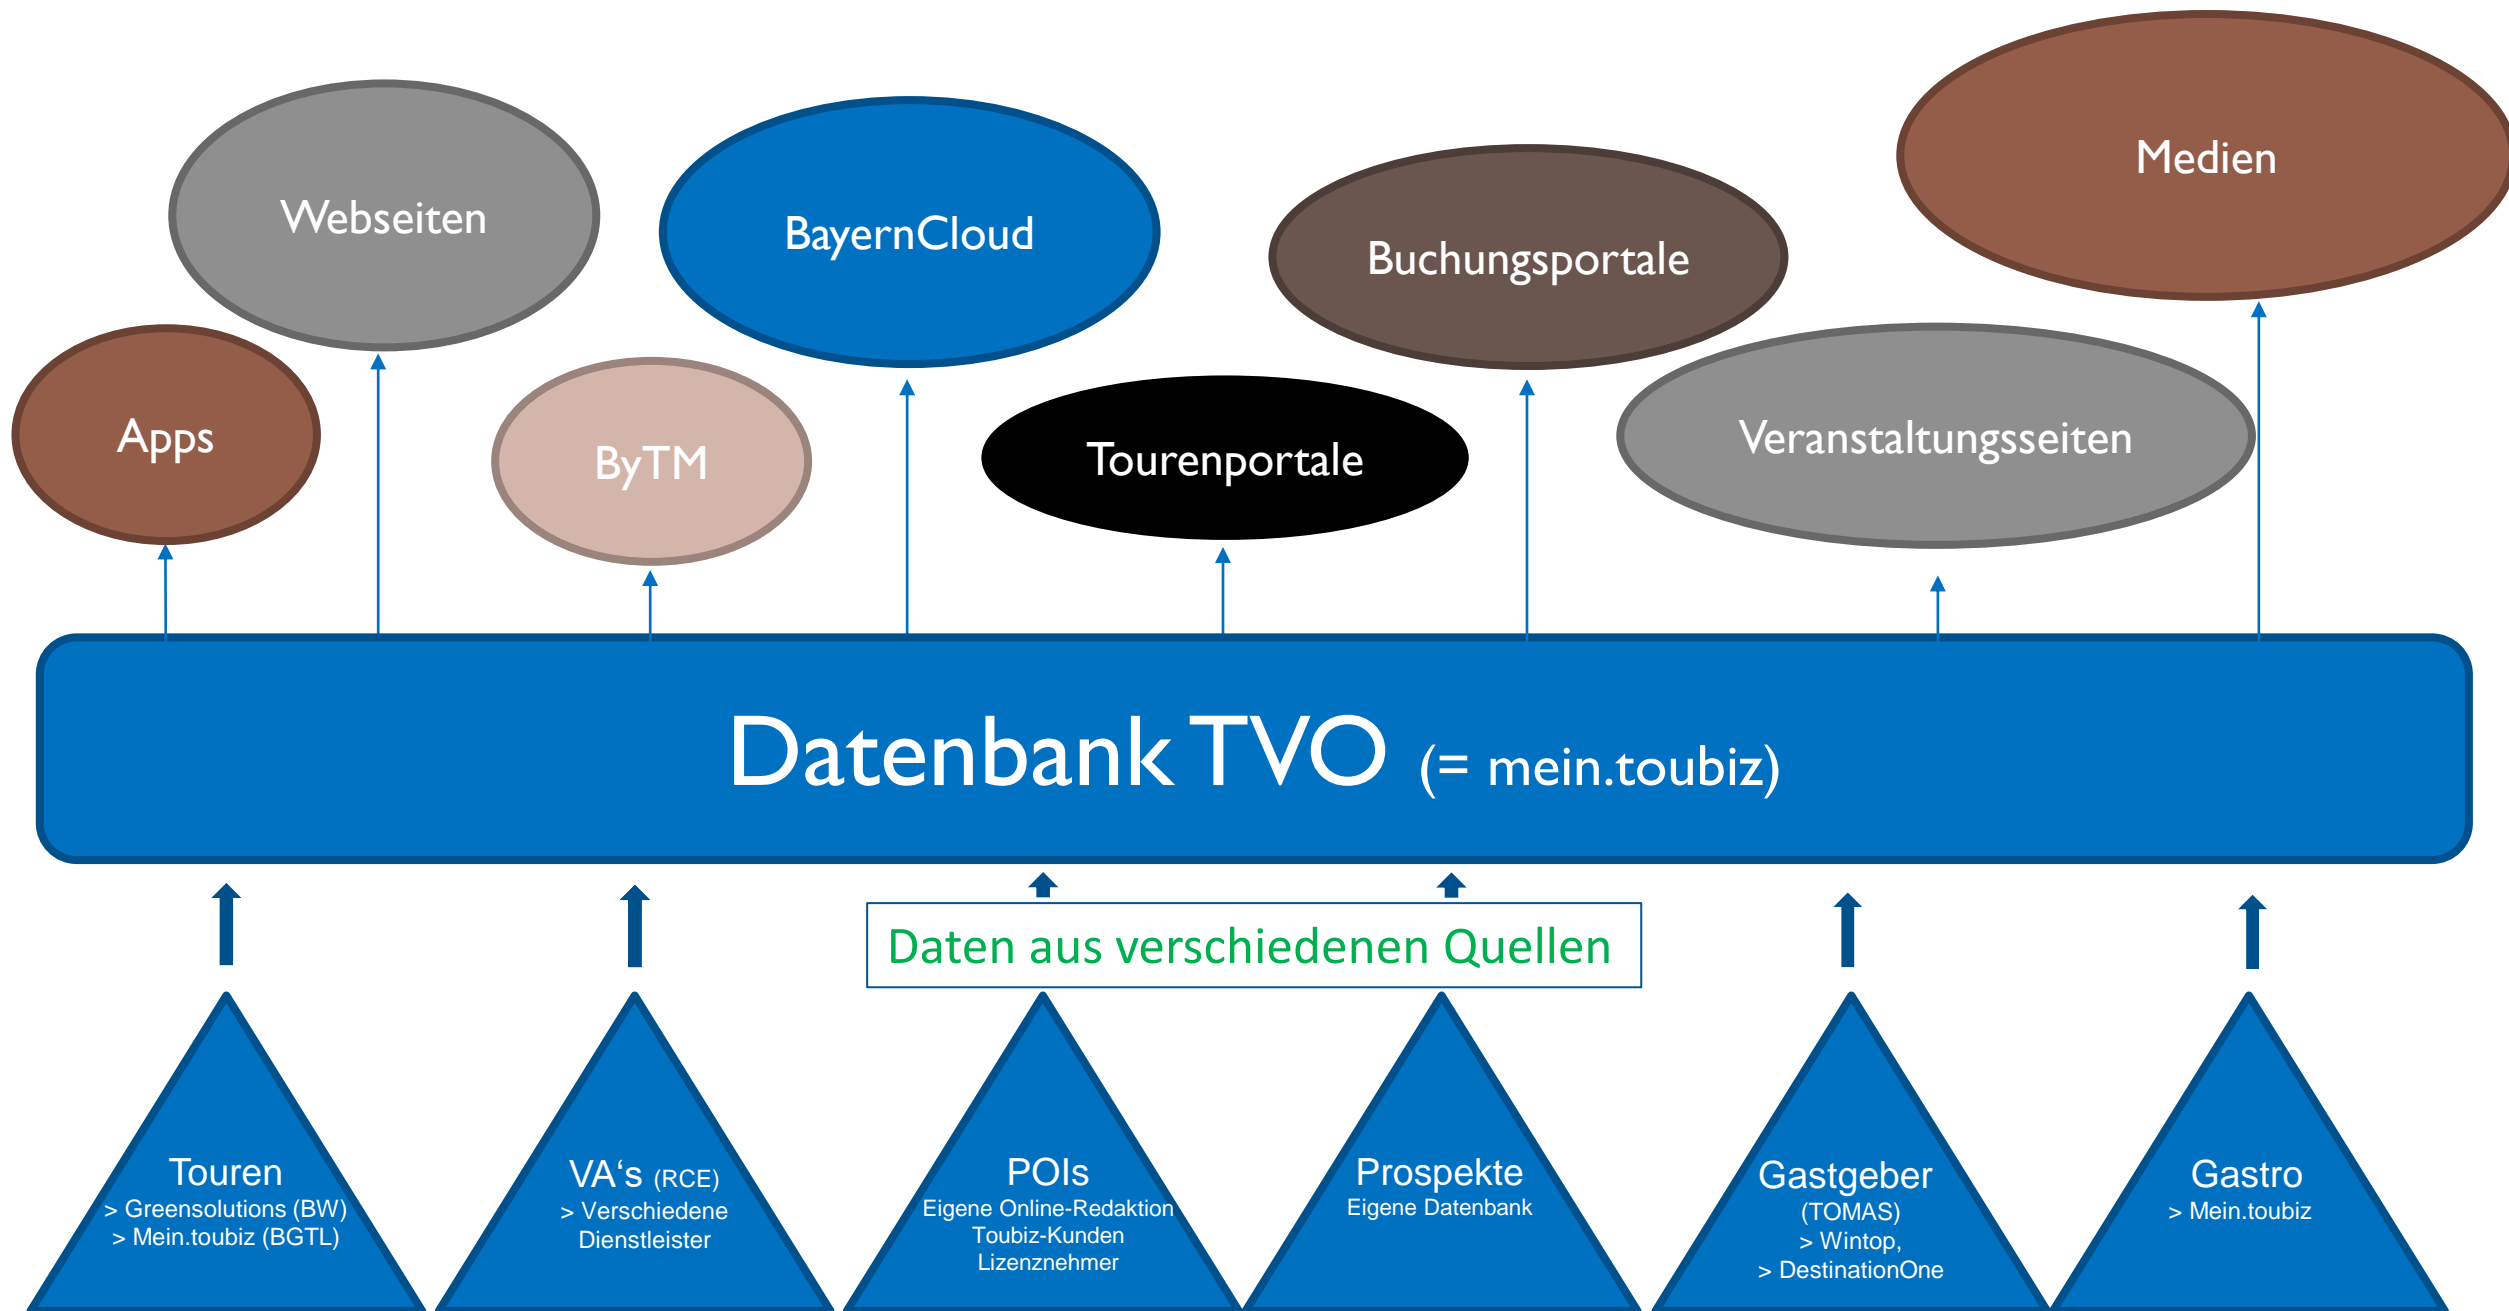 Medien
Webseiten
BayernCloud
Buchungsportale
Apps
ByTM
Tourenportale
Veranstaltungsseiten
Datenbank TVO (= mein.toubiz)
Daten aus verschiedenen Quellen
Touren
> Greensolutions (BW)
> Mein.toubiz (BGTL)
VA‘s (RCE)
> Verschiedene
Dienstleister
POIs
Eigene Online-Redaktion
Toubiz-Kunden
Lizenznehmer
Prospekte
Eigene Datenbank
Gastgeber
(TOMAS)
> Wintop,
> DestinationOne
Gastro
> Mein.toubiz